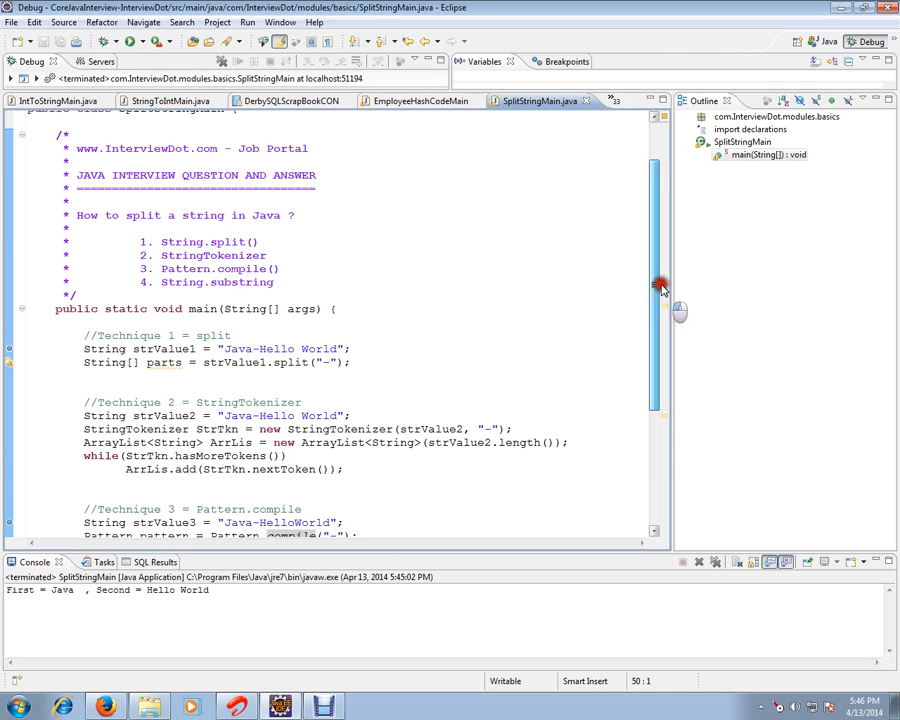 Debug - CoreJavaInterview-InterviewDot/src/main/java/com/InterviewDot/modules/basics/SplitStringMain.java - Eclipse
File Edit Source Refactor Navigate Search Project Run Window Help
Java Debug
Debug Servers
(x)= Variables Breakpoints
<terminated> com.InterviewDot.modules.basics.SplitStringMain at localhost:51194
IntToStringMain.java StringToIntMain.java DerbySQLScrapBookCON EmployeeHashCodeMain SplitStringMain.java »33
Outline
com.InterviewDot.modules.basics
import declarations
SplitStringMain
main(String[]) : void
/*
* www.InterviewDot.com - Job Portal
*
* JAVA INTERVIEW QUESTION AND ANSWER
* ==================================
*
* How to split a string in Java ?
*
* 1. String.split()
* 2. StringTokenizer
* 3. Pattern.compile()
* 4. String.substring
*/
public static void main(String[] args) {
//Technique 1 = split
String strValue1 = "Java-Hello World";
String[] parts = strValue1.split("-");
//Technique 2 = StringTokenizer
String strValue2 = "Java-Hello World";
StringTokenizer StrTkn = new StringTokenizer(strValue2, "-");
ArrayList<String> ArrLis = new ArrayList<String>(strValue2.length());
while(StrTkn.hasMoreTokens())
ArrLis.add(StrTkn.nextToken());
//Technique 3 = Pattern.compile
String strValue3 = "Java-HelloWorld";
Pattern pattern = Pattern.compile("-");
Console Tasks SQL Results
<terminated> SplitStringMain [Java Application] C:\Program Files\Java\jre7\bin\javaw.exe (Apr 13, 2014 5:45:02 PM)
First = Java , Second = Hello World
Writable Smart Insert 50 : 1
5:46 PM
4/13/2014